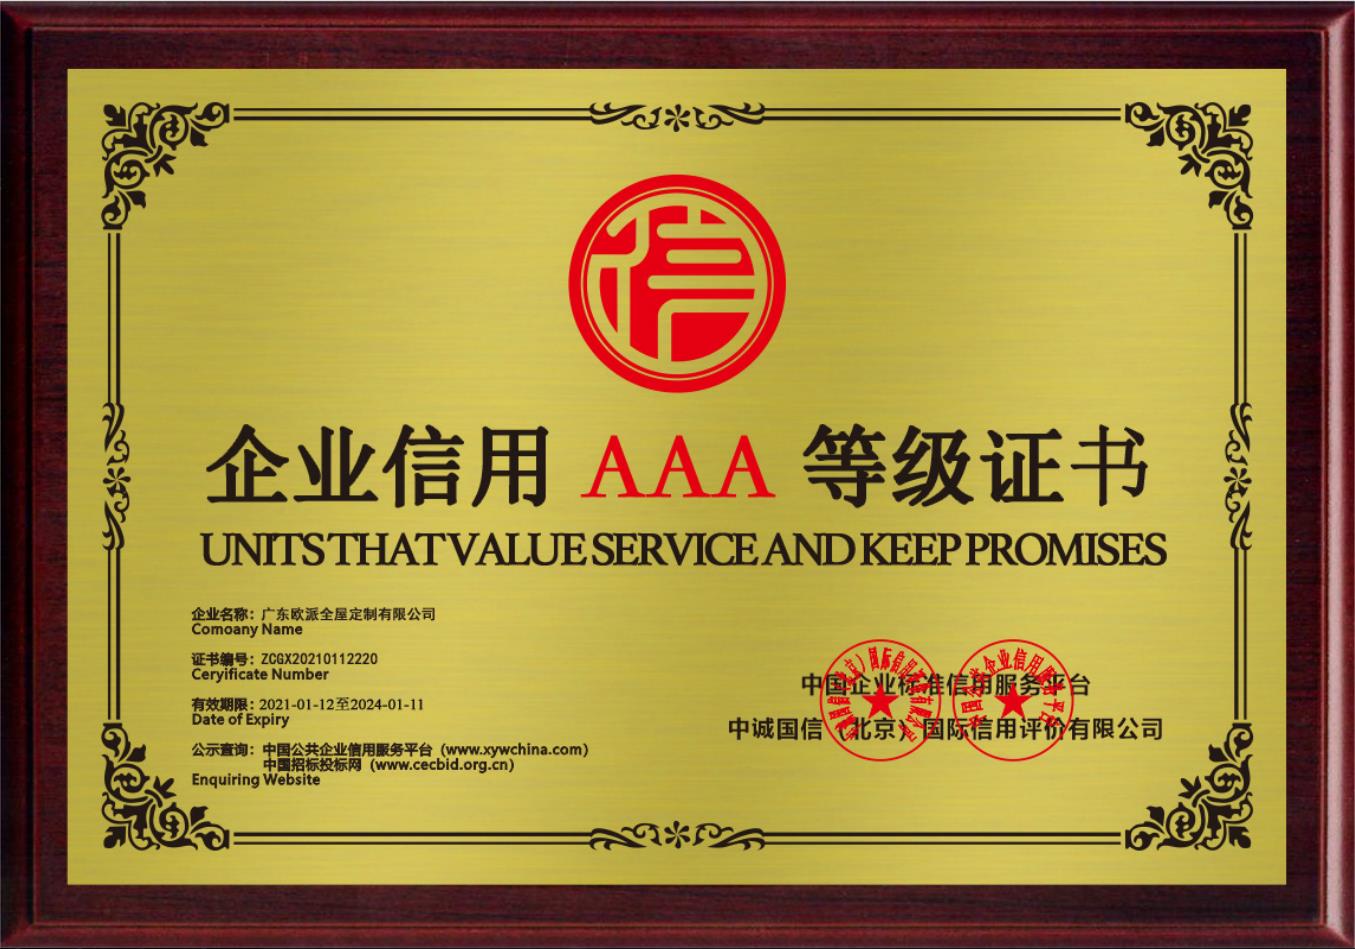 信
企业信用 AAA 等级证书
UNITS THAT VALUE SERVICE AND KEEP PROMISES
企业名称：广东欧派全屋定制有限公司
Comoany Name
证书编号：ZCGX20210112220
Ceryificate Number
有效期限：2021-01-12至2024-01-11
Date of Expiry
公示查询：中国公共企业信用服务平台（www.xywchina.com）
中国招标投标网（www.cecbid.org.cn）
Enquiring Website
中国企业标准信用服务平台
中诚国信（北京）国际信用评价有限公司